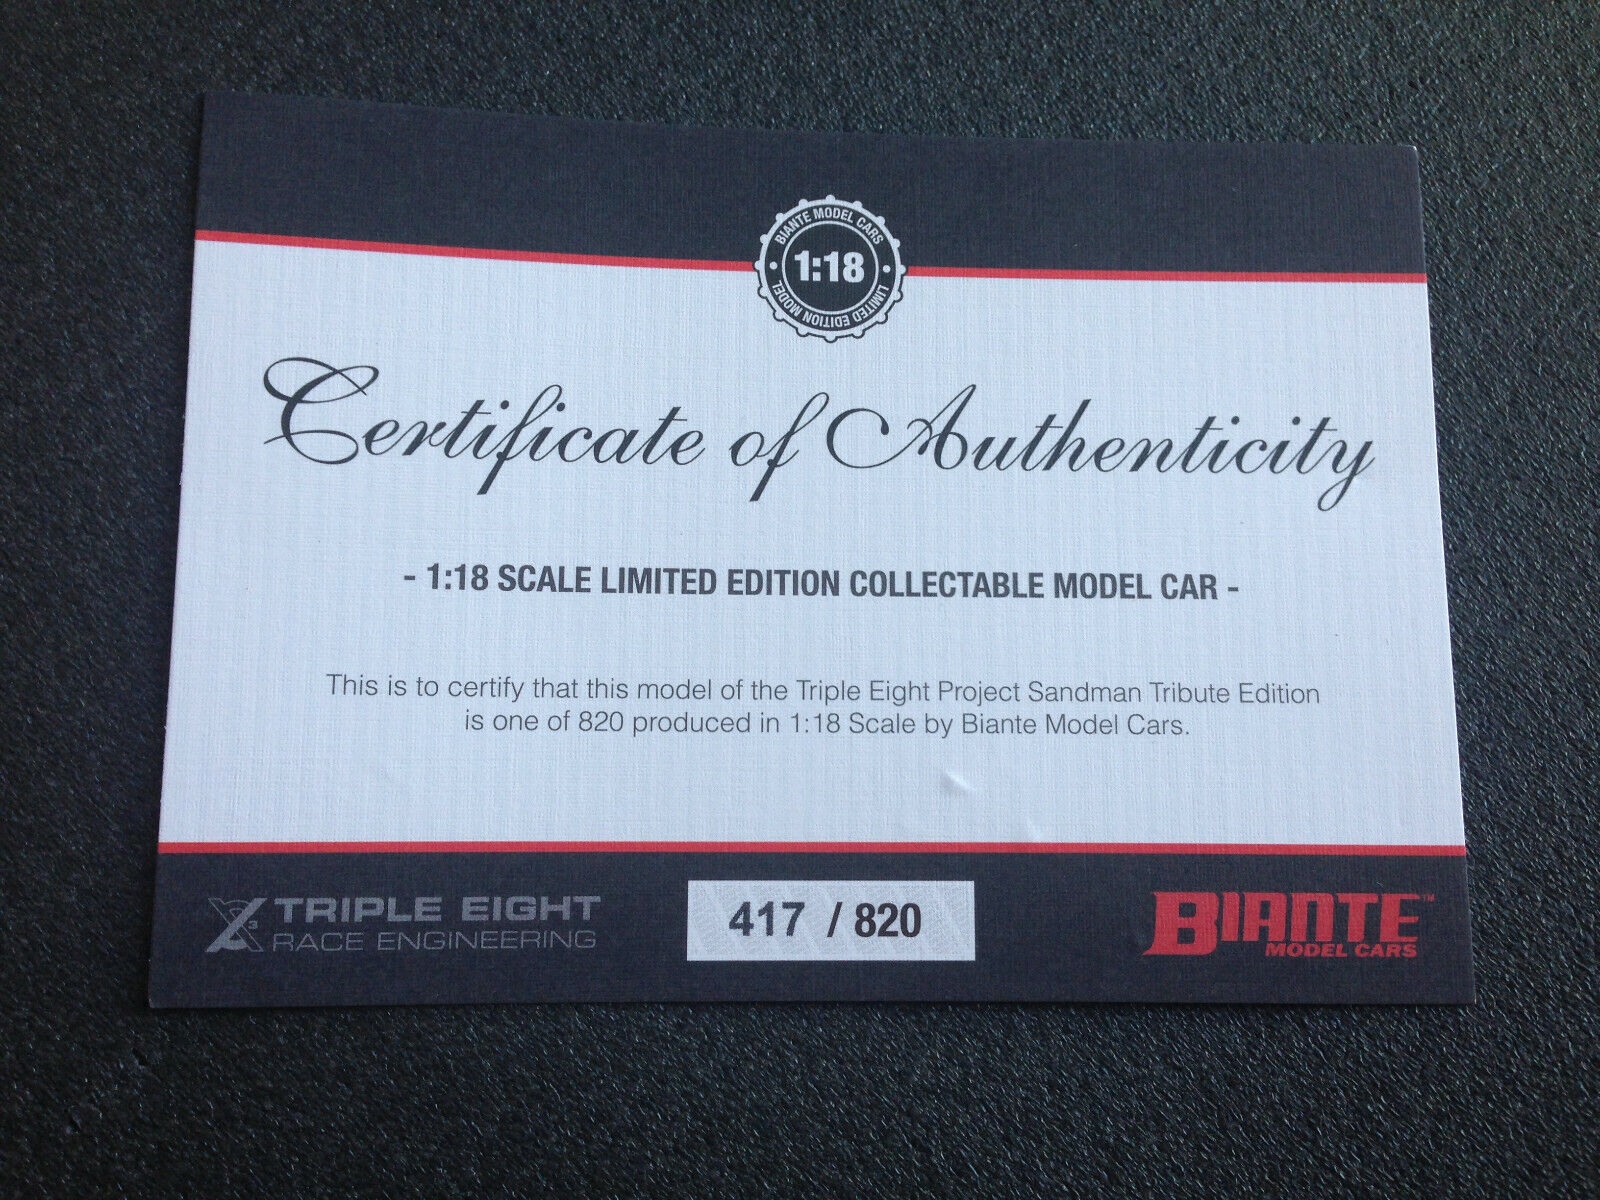 BIANTE MODEL CARS
1:18
LIMITED EDITION MODEL
Certificate of Authenticity
- 1:18 SCALE LIMITED EDITION COLLECTABLE MODEL CAR -
This is to certify that this model of the Triple Eight Project Sandman Tribute Edition
is one of 820 produced in 1:18 Scale by Biante Model Cars.
TRIPLE EIGHT
RACE ENGINEERING
417 / 820
BIANTE™
MODEL CARS